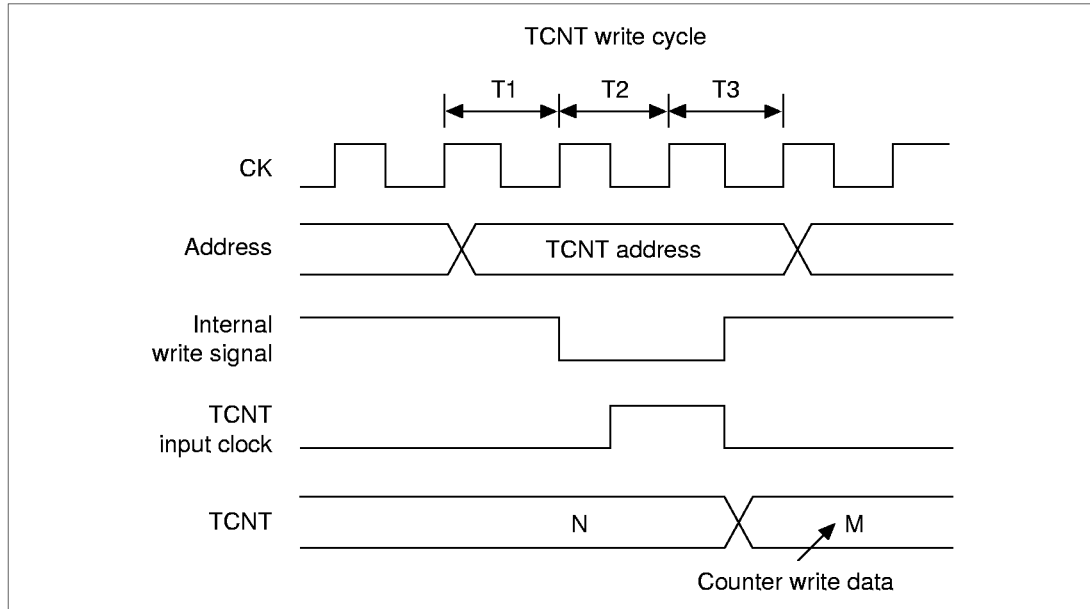 TCNT write cycle
T1 T2 T3
CK
Address
TCNT address
Internal
write signal
TCNT
input clock
TCNT
N
M
Counter write data